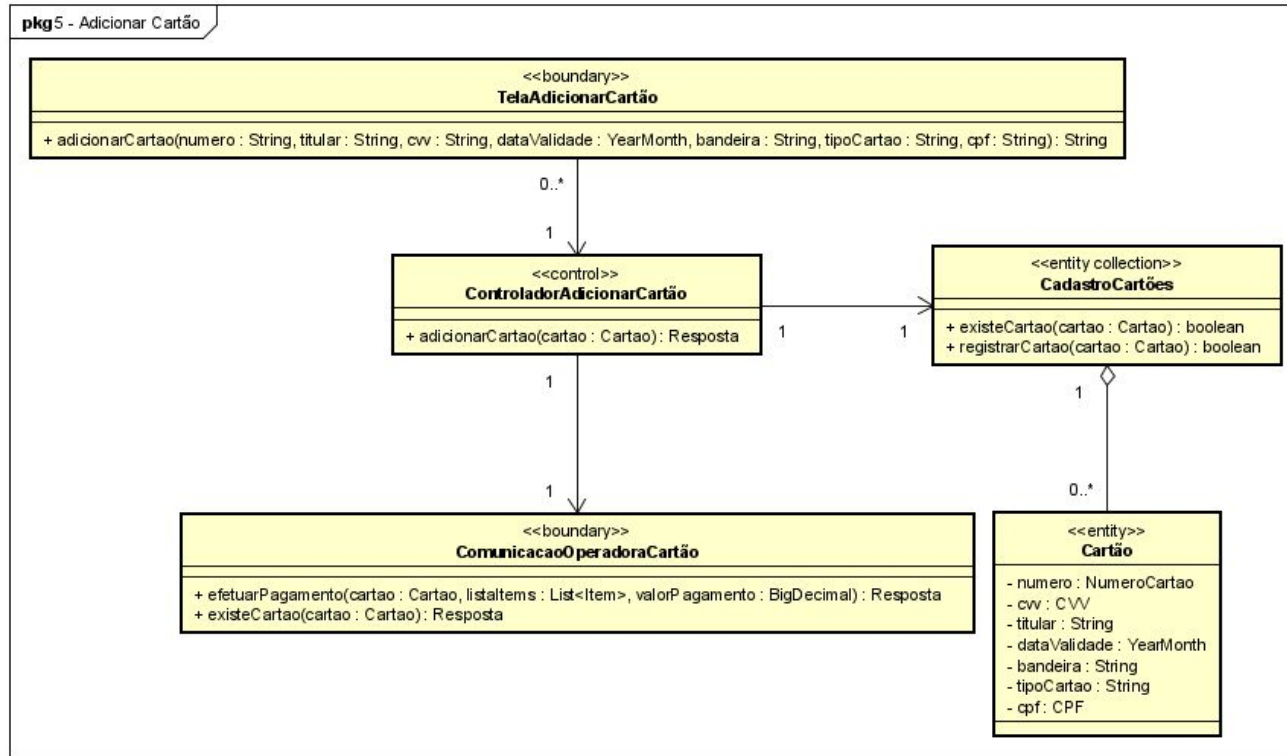 pkg 5 - Adicionar Cartão
<<boundary>>
TelaAdicionarCartão
+ adicionarCartao(numero : String, titular : String, cvv : String, dataValidade : YearMonth, bandeira : String, tipoCartao : String, cpf : String) : String
0..*
1
<<control>>
ControladorAdicionarCartão
+ adicionarCartao(cartao : Cartao) : Resposta
1
1
<<entity collection>>
CadastroCartões
+ existeCartao(cartao : Cartao) : boolean
+ registrarCartao(cartao : Cartao) : boolean
1
1
1
0..*
<<boundary>>
ComunicacaoOperadoraCartão
+ efetuarPagamento(cartao : Cartao, listaItems : List<Item>, valorPagamento : BigDecimal) : Resposta
+ existeCartao(cartao : Cartao) : Resposta
<<entity>>
Cartão
- numero : NumeroCartao
- cvv : CVV
- titular : String
- dataValidade : YearMonth
- bandeira : String
- tipoCartao : String
- cpf : CPF